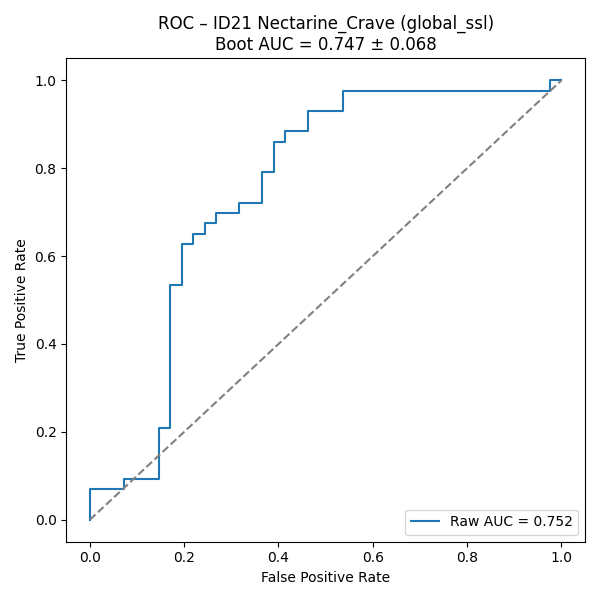 ROC – ID21 Nectarine_Crave (global_ssl)
Boot AUC = 0.747 ± 0.068
True Positive Rate
1.0
0.8
0.6
0.4
0.2
0.0
Raw AUC = 0.752
0.0 0.2 0.4 0.6 0.8 1.0
False Positive Rate